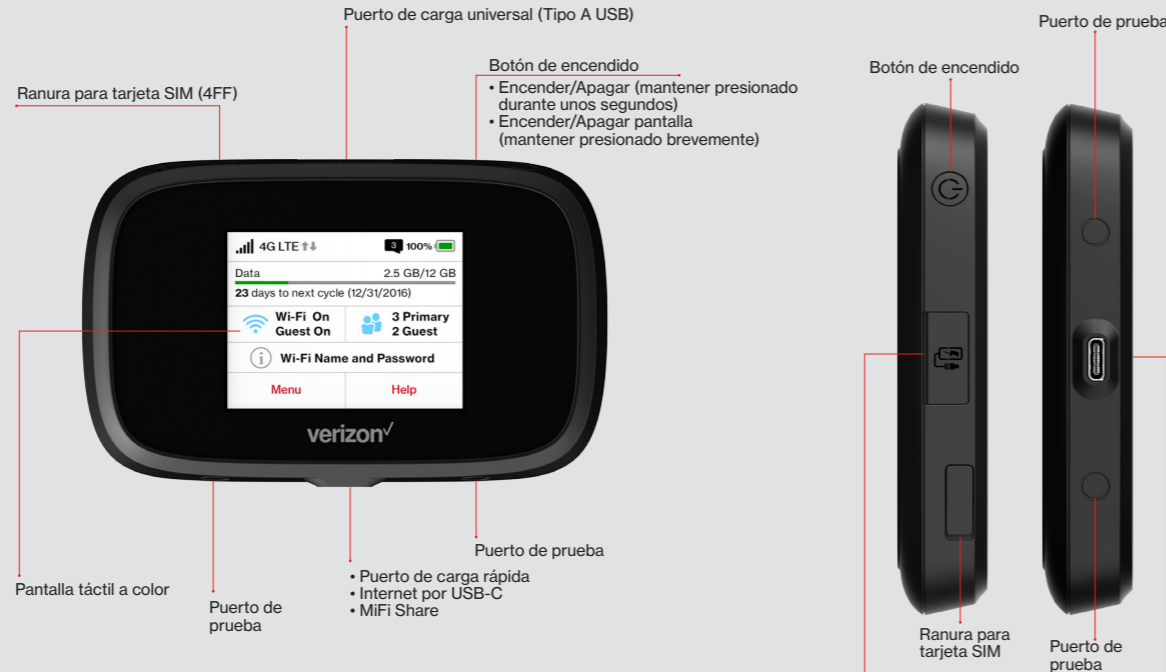 Puerto de carga universal (Tipo A USB)
Botón de encendido
• Encender/Apagar (mantener presionado
durante unos segundos)
• Encender/Apagar pantalla
(mantener presionado brevemente)
Ranura para tarjeta SIM (4FF)
4G LTE
3
100%
Data
2.5 GB/12 GB
23 days to next cycle (12/31/2016)
Wi-Fi On
Guest On
3 Primary
2 Guest
i
Wi-Fi Name and Password
Menu
Help
verizon✓
Pantalla táctil a color
Puerto de
prueba
• Puerto de carga rápida
• Internet por USB-C
• MiFi Share
Puerto de prueba
Puerto de prueba
Botón de encendido
Ranura para
tarjeta SIM
Puerto de
prueba